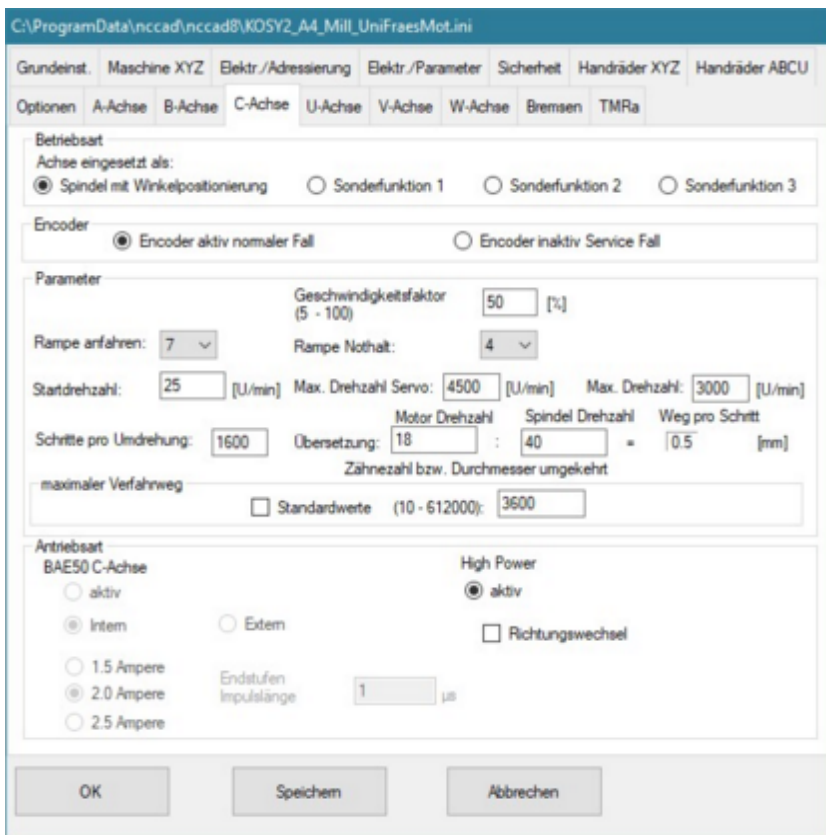 C:\ProgramData\nccad\nccad8\KOSY2_A4_Mill_UniFraesMot.ini
Grundeinst. Maschine XYZ Elektr./Adressierung Elektr./Parameter Sicherheit Handräder XYZ Handräder ABCU
Optionen A-Achse B-Achse C-Achse U-Achse V-Achse W-Achse Bremsen TMRa
Betriebsart
Achse eingesetzt als:
Spindel mit Winkelpositionierung Sonderfunktion 1 Sonderfunktion 2 Sonderfunktion 3
Encoder
Encoder aktiv normaler Fall Encoder inaktiv Service Fall
Parameter
Geschwindigkeitsfaktor
(5 - 100) 50 [%]
Rampe anfahren: 7 Rampe Nothalt: 4
Startdrehzahl: 25 [U/min] Max. Drehzahl Servo: 4500 [U/min] Max. Drehzahl: 3000 [U/min]
Motor Drehzahl Spindel Drehzahl Weg pro Schritt
Schritte pro Umdrehung: 1600 Übersetzung: 18 : 40 = 0.5 [mm]
Zähnezahl bzw. Durchmesser umgekehrt
maximaler Verfahrweg
Standardwerte (10 - 612000): 3600
Antriebsart
BAE50 C-Achse High Power
aktiv aktiv
Intern Extern Richtungswechsel
1.5 Ampere
2.0 Ampere Endstufen Impulslänge 1 µs
2.5 Ampere
OK Speichern Abbrechen